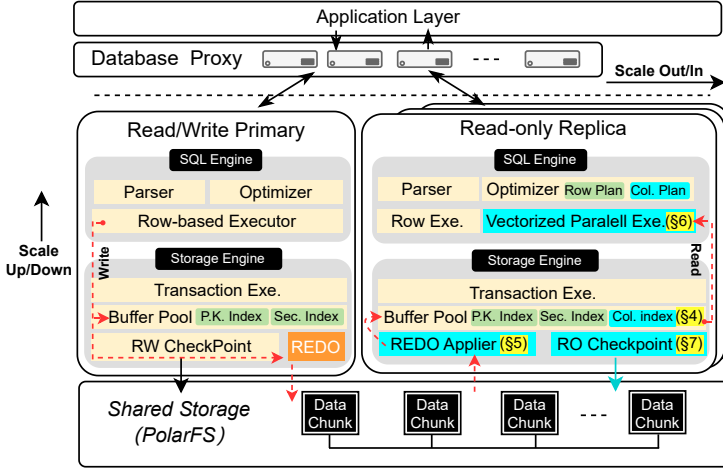 Application Layer
Database Proxy
Scale Out/In
Read/Write Primary
SQL Engine
Parser
Optimizer
Row-based Executor
Write
Storage Engine
Transaction Exe.
Buffer Pool P.K. Index Sec. Index
RW CheckPoint
REDO
Scale
Up/Down
Read-only Replica
SQL Engine
Parser
Optimizer Row Plan Col. Plan
Row Exe.
Vectorized Paralell Exe.(§6)
Read
Storage Engine
Transaction Exe.
Buffer Pool P.K. Index Sec. Index Col. index (§4)
REDO Applier (§5)
RO Checkpoint (§7)
Shared Storage
(PolarFS)
Data
Chunk
Data
Chunk
Data
Chunk
Data
Chunk